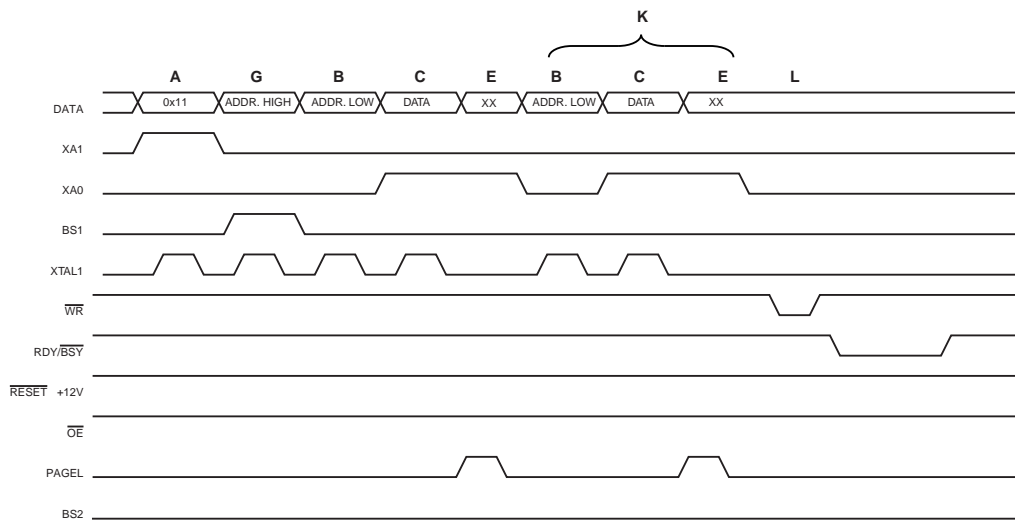 K
A G B C E B C E L
DATA 0x11 ADDR. HIGH ADDR. LOW DATA XX ADDR. LOW DATA XX
XA1
XA0
BS1
XTAL1
WR
RDY/BSY
RESET +12V
OE
PAGEL
BS2